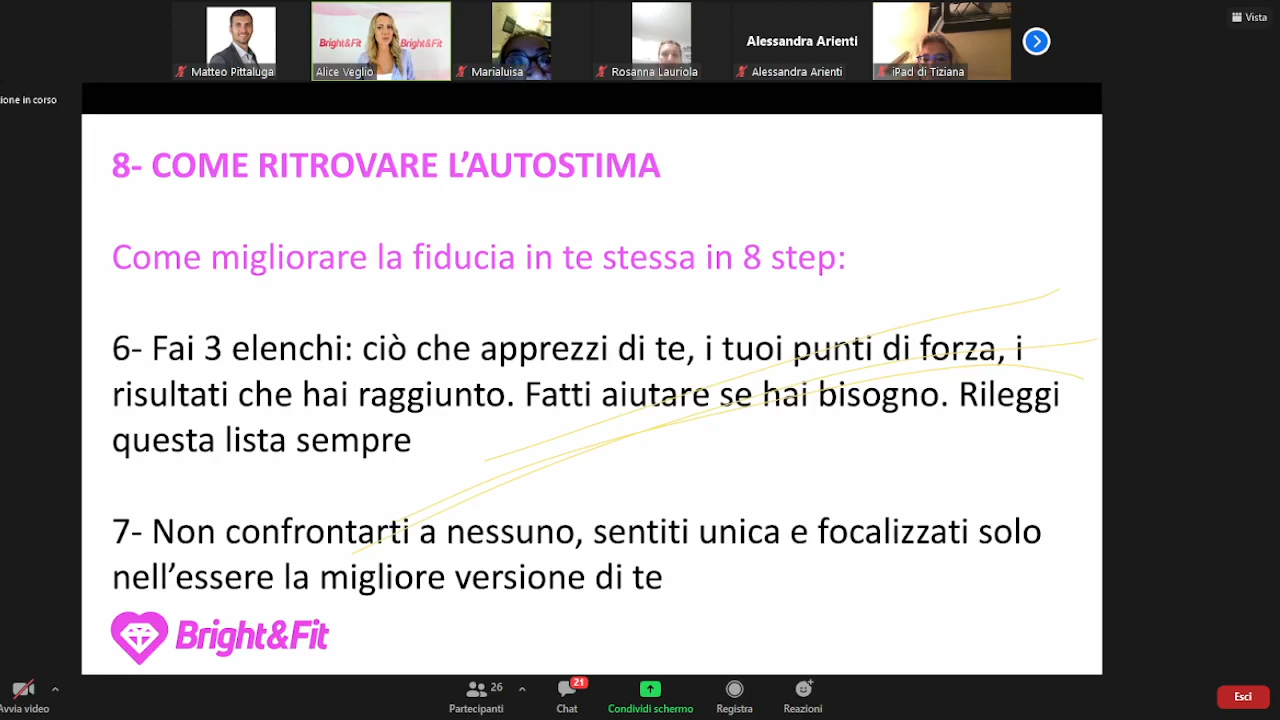 Vista
Bright&Fit
Bright&Fit
Alessandra Arienti
Matteo Pittaluga
Alice Veglio
Marialuisa
Rosanna Lauriola
Alessandra Arienti
iPad di Tiziana
ione in corso
8- COME RITROVARE L’AUTOSTIMA
Come migliorare la fiducia in te stessa in 8 step:
6- Fai 3 elenchi: ciò che apprezzi di te, i tuoi punti di forza, i
risultati che hai raggiunto. Fatti aiutare se hai bisogno. Rileggi
questa lista sempre
7- Non confrontarti a nessuno, sentiti unica e focalizzati solo
nell’essere la migliore versione di te
Bright&Fit
26
21
Avvia video
Partecipanti
Chat
Condividi schermo
Registra
Reazioni
Esci